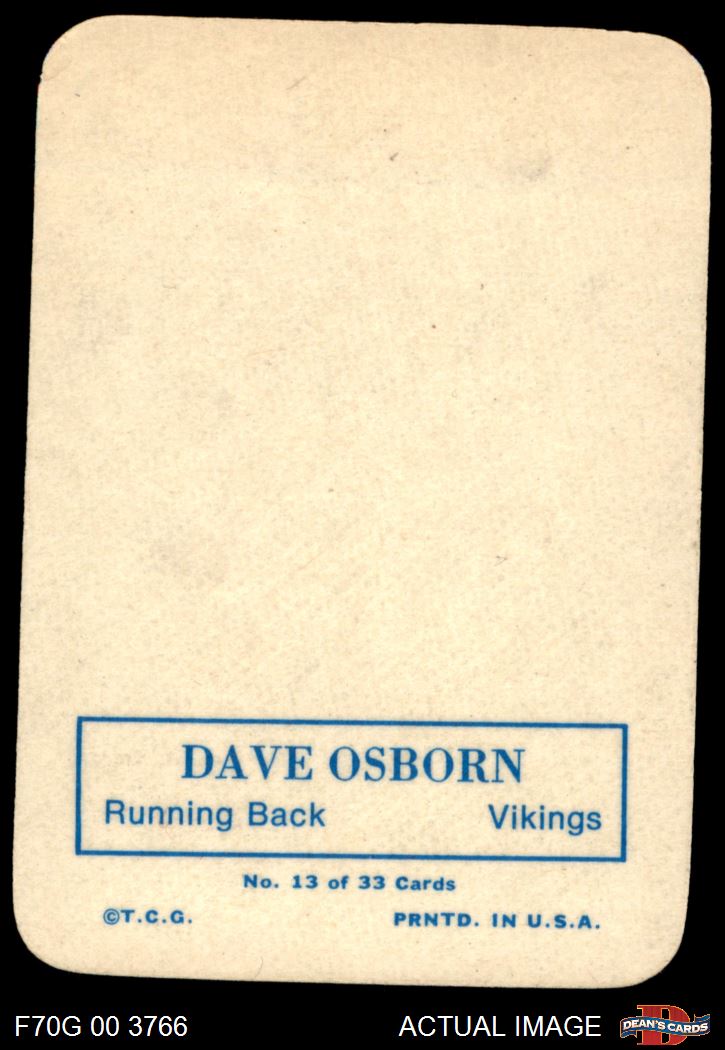 DAVE OSBORN
Running Back Vikings
No. 13 of 33 Cards
©T.C.G. PRNTD. IN U.S.A.
F70G 00 3766 ACTUAL IMAGE D DEAN'S CARDS